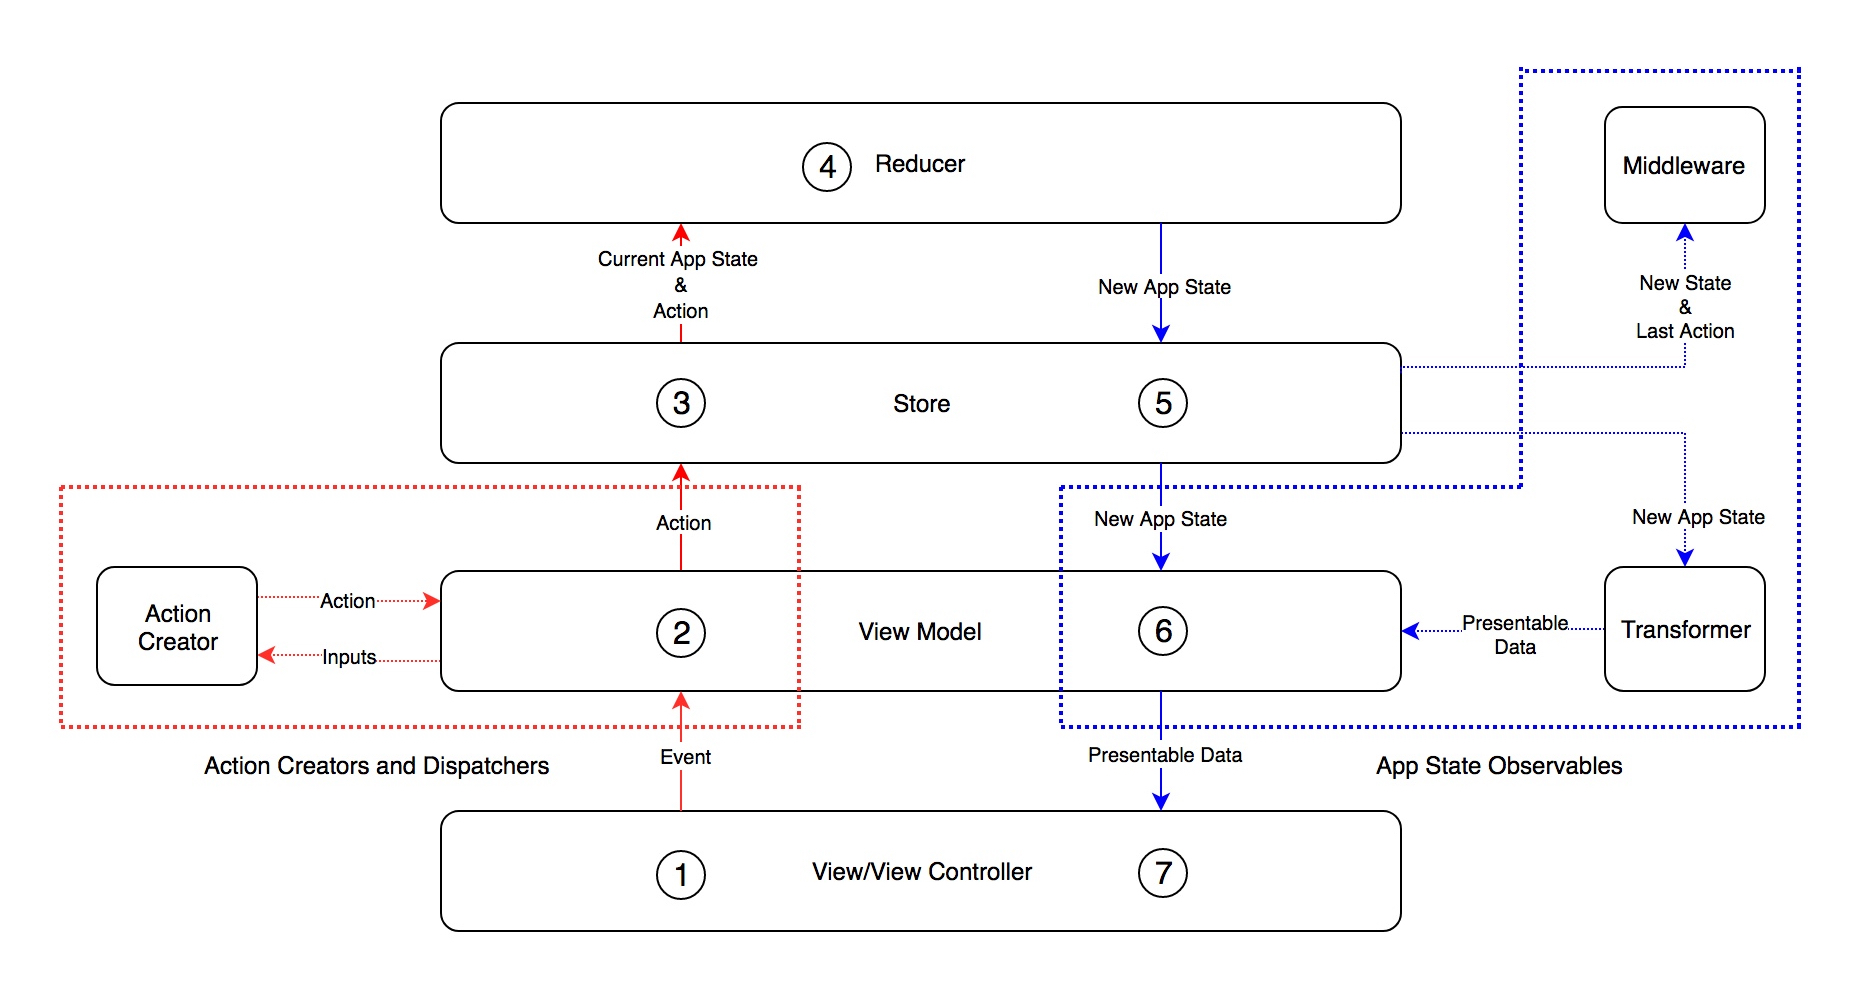 4
Reducer
Middleware
Current App State
&
Action
New App State
New State
&
Last Action
3
Store
5
Action
New App State
New App State
Action
Creator
Action
Inputs
2
View Model
6
Presentable
Data
Transformer
Action Creators and Dispatchers
Event
Presentable Data
App State Observables
1
View/View Controller
7